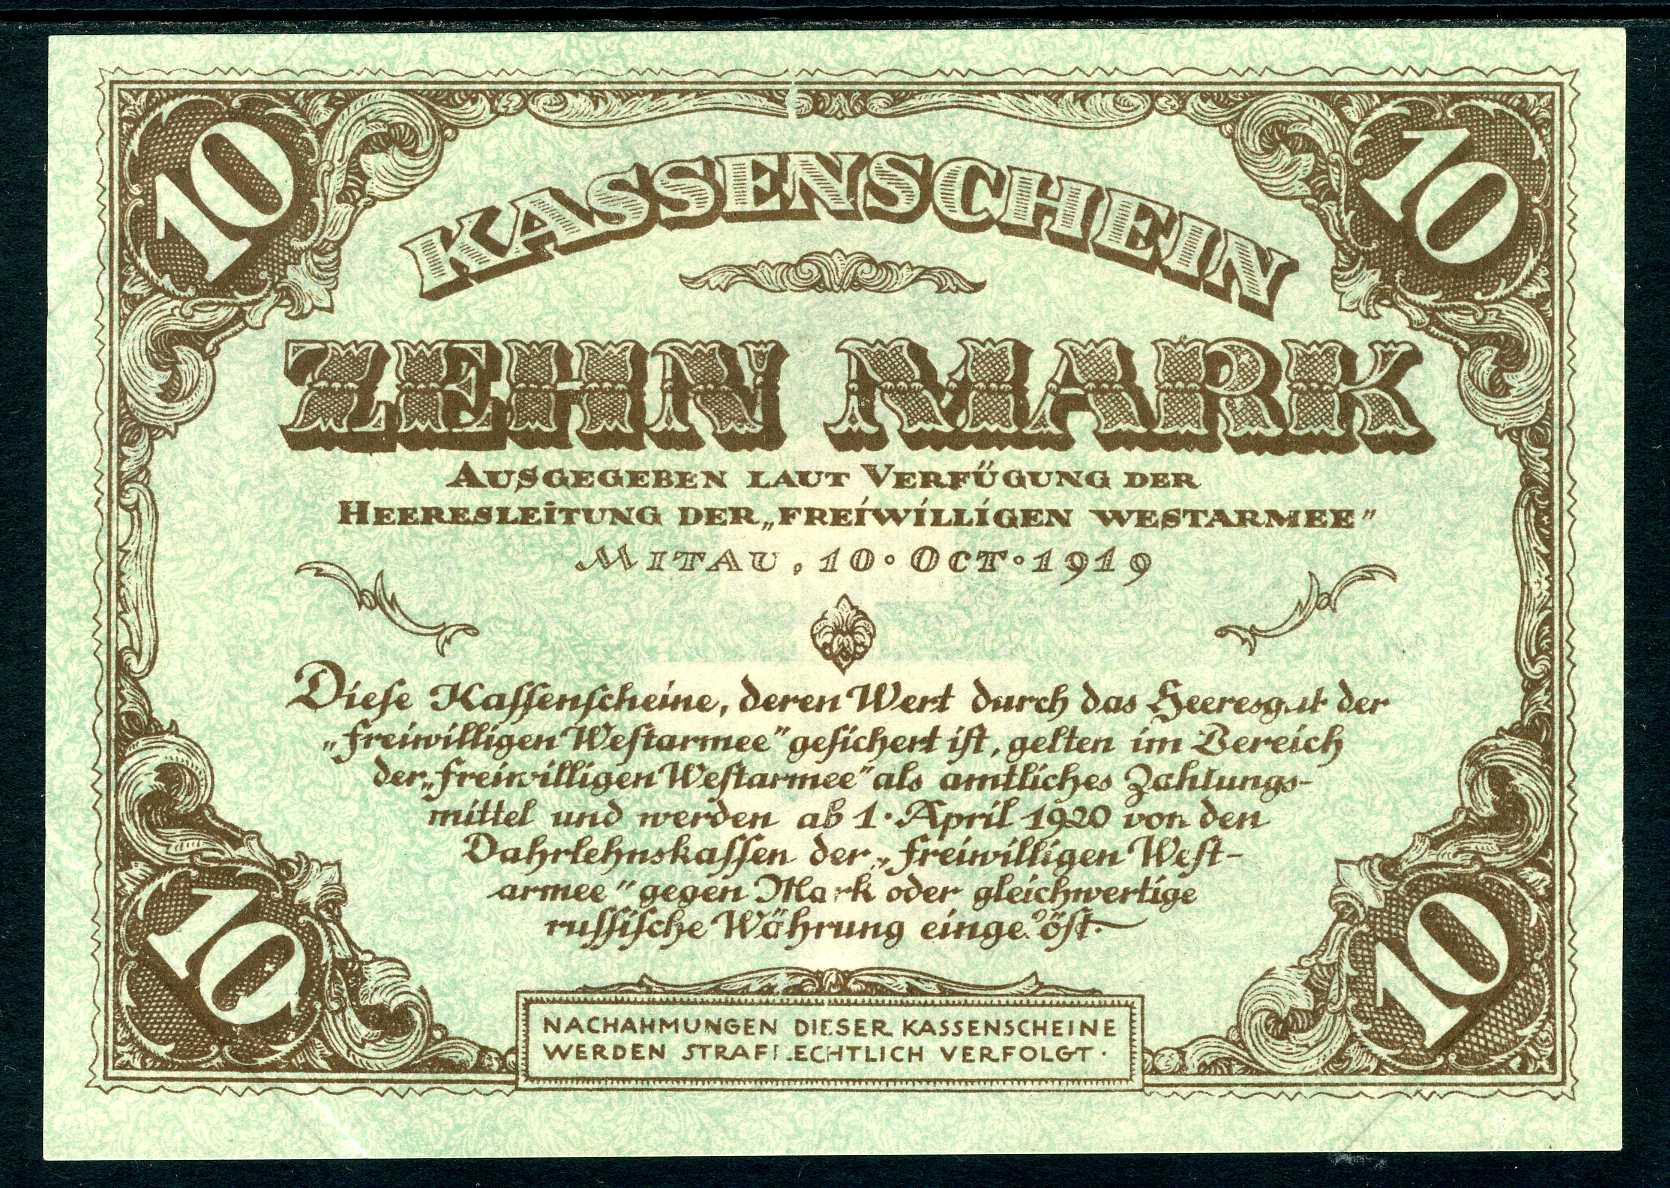 10 10
KASSENSCHEIN
ZEHN MARK
AUSGEGEBEN LAUT VERFÜGUNG DER
HEERESLEITUNG DER „FREIWILLIGEN WESTARMEE"
MITAU, 10. OCT. 1919
Dieſe Kaſſenſcheine, deren Wert durch das Heeresgut der
„Freiwilligen Weſtarmee" geſichert iſt, gelten im Bereich
der „Freiwilligen Weſtarmee" als amtliches Zahlungs-
mittel und werden ab 1. April 1920 von den
Dahrlehnskaſſen der „Freiwilligen Weſt-
armee" gegen Mark oder gleichwertige
ruſſiſche Währung eingelöſt.
10 10
NACHAHMUNGEN DIESER KASSENSCHEINE
WERDEN STRAFRECHTLICH VERFOLGT.